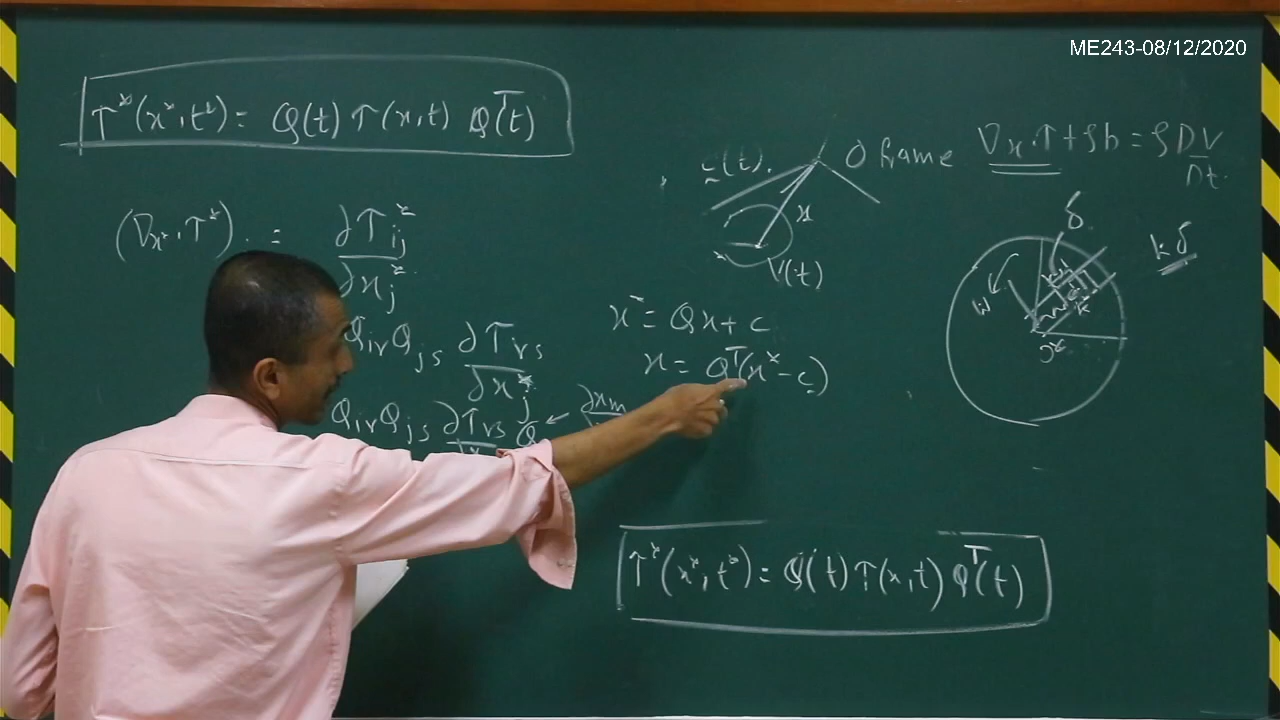 ME243-08/12/2020
T*(x*,t*) = Q(t) T(x,t) Q^T(t)
c(t).
O frame
∇x.T + ρb = ρ DV/Dt.
x
V(t)
δ
kδ
ω
O*
(∇x*.T*). = ∂T*ij/∂x*j
QirQjs ∂Trs/∂x*j
QirQjs ∂Trs
∂xm
x* = Qx + c
x = Q^T(x* - c)
T*(x*,t*) = Q(t) T(x,t) Q^T(t)